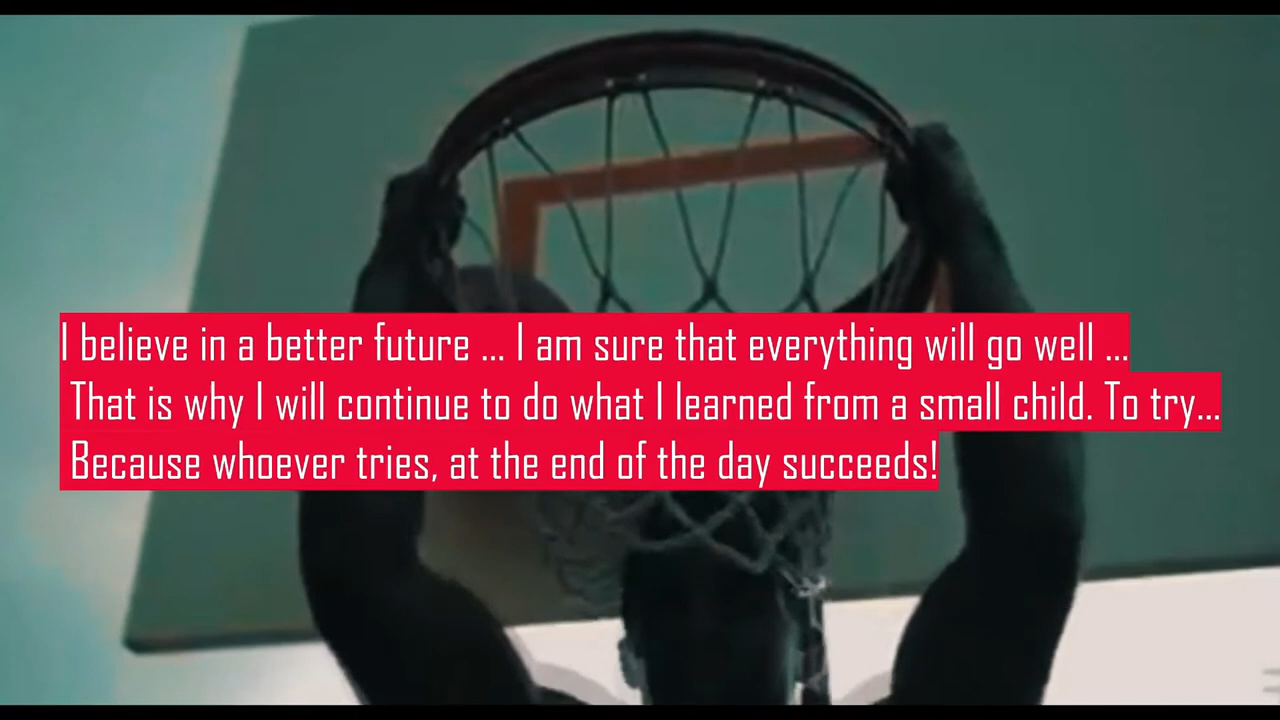 I believe in a better future ... I am sure that everything will go well ...
That is why I will continue to do what I learned from a small child. To try...
Because whoever tries, at the end of the day succeeds!